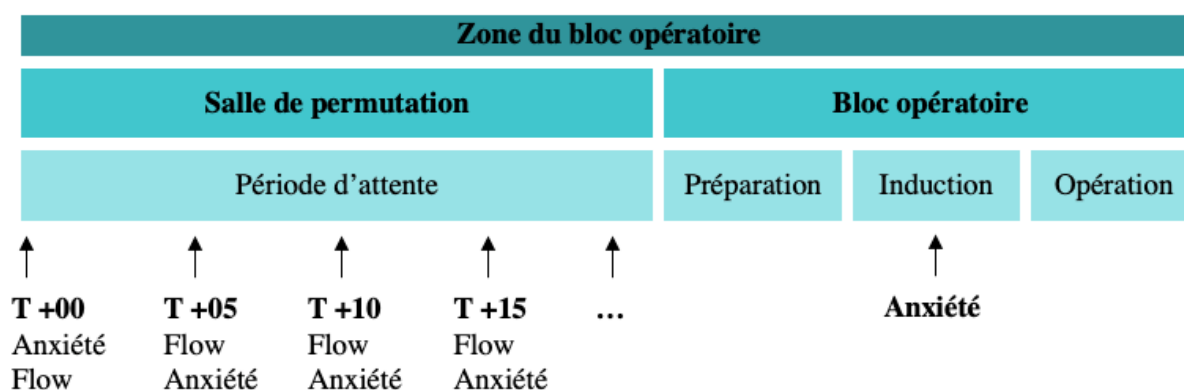 Zone du bloc opératoire
Salle de permutation Bloc opératoire
Période d'attente Préparation Induction Opération
T +00 T +05 T +10 T +15 … Anxiété
Anxiété Flow Flow Flow
Flow Anxiété Anxiété Anxiété